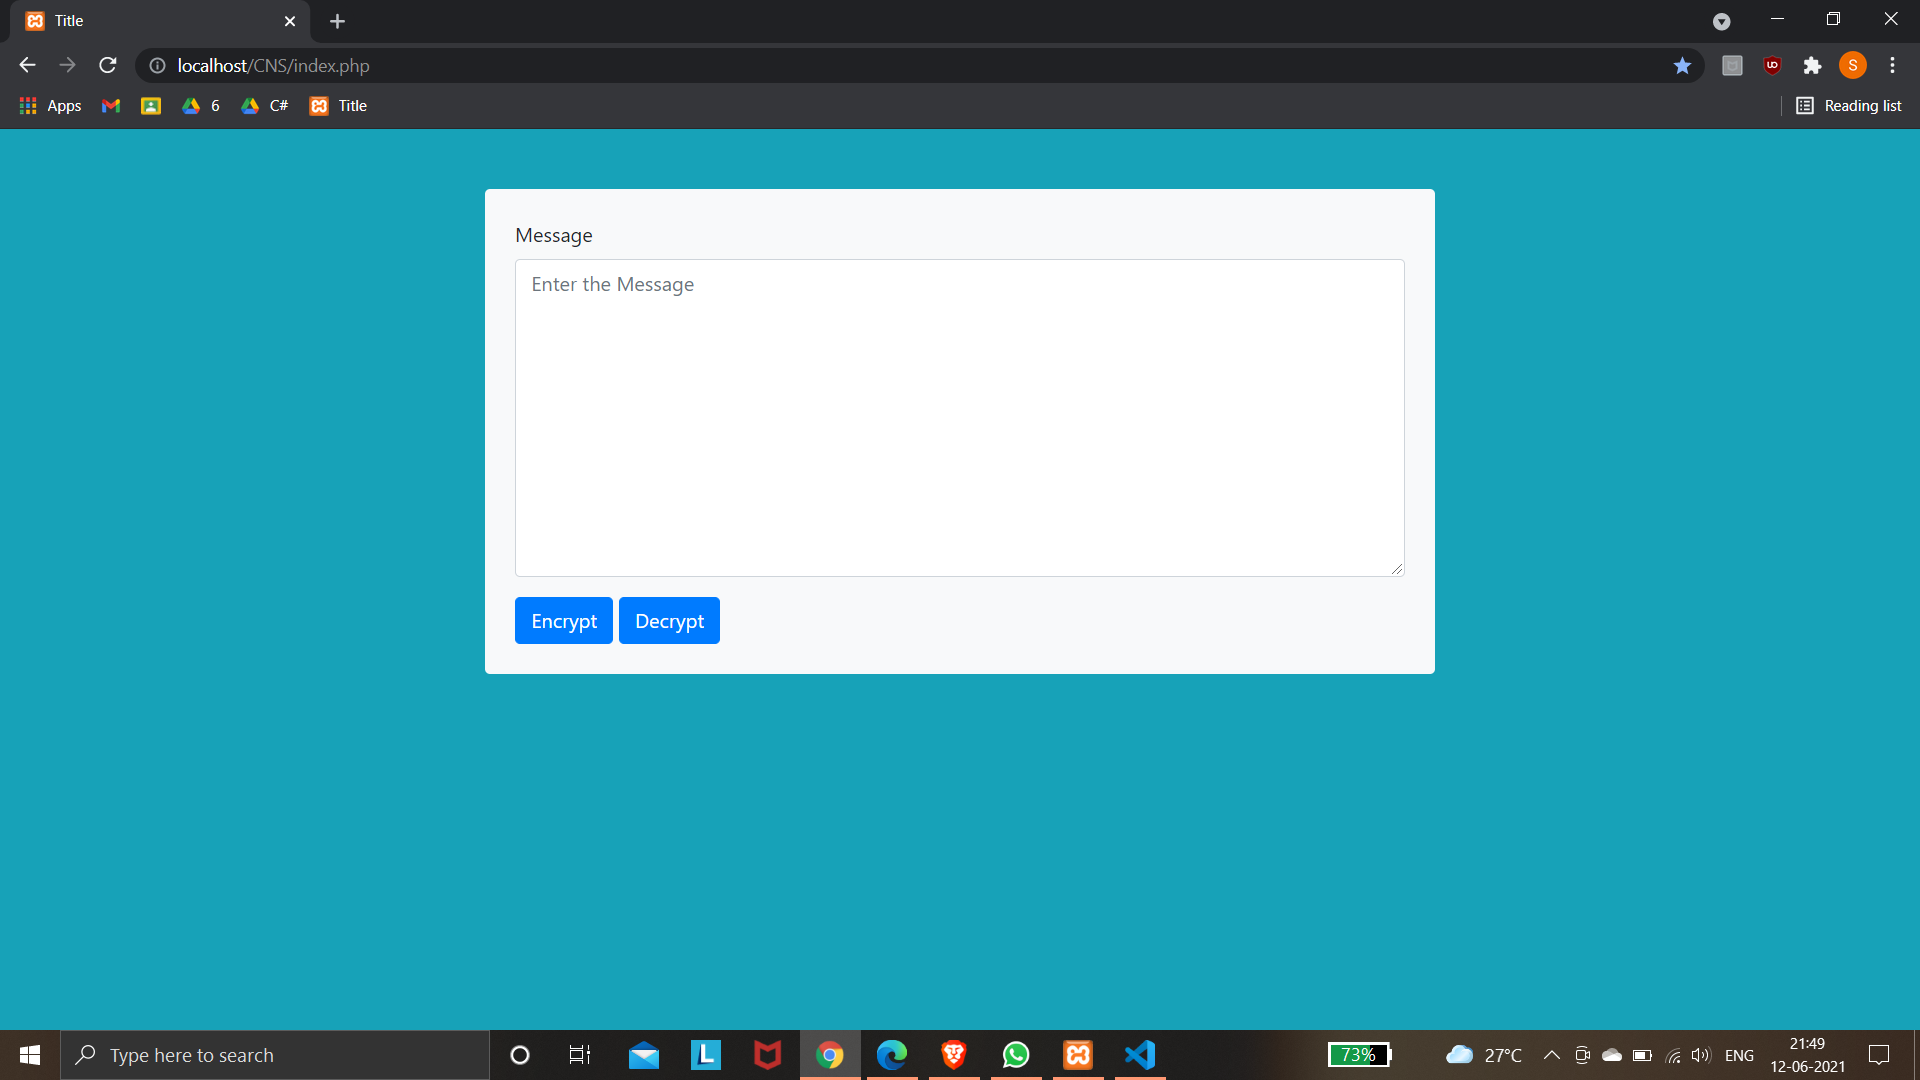 Title
localhost/CNS/index.php
Apps 6 C# Title Reading list
Message
Enter the Message
Encrypt Decrypt
Type here to search
73%
27°C
ENG
21:49
12-06-2021
S
L